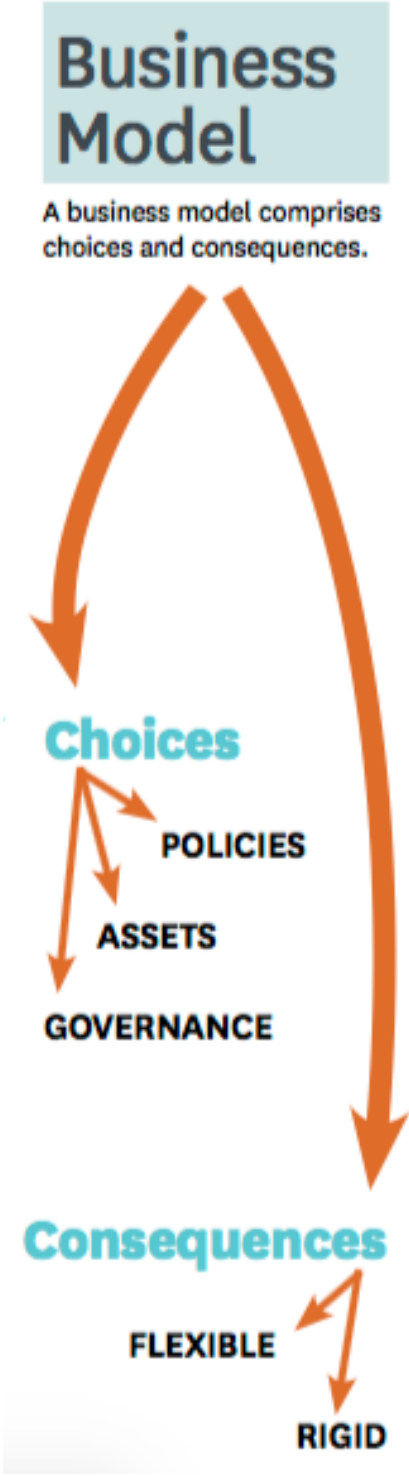 Business
Model
A business model comprises
choices and consequences.
Choices
POLICIES
ASSETS
GOVERNANCE
Consequences
FLEXIBLE
RIGID